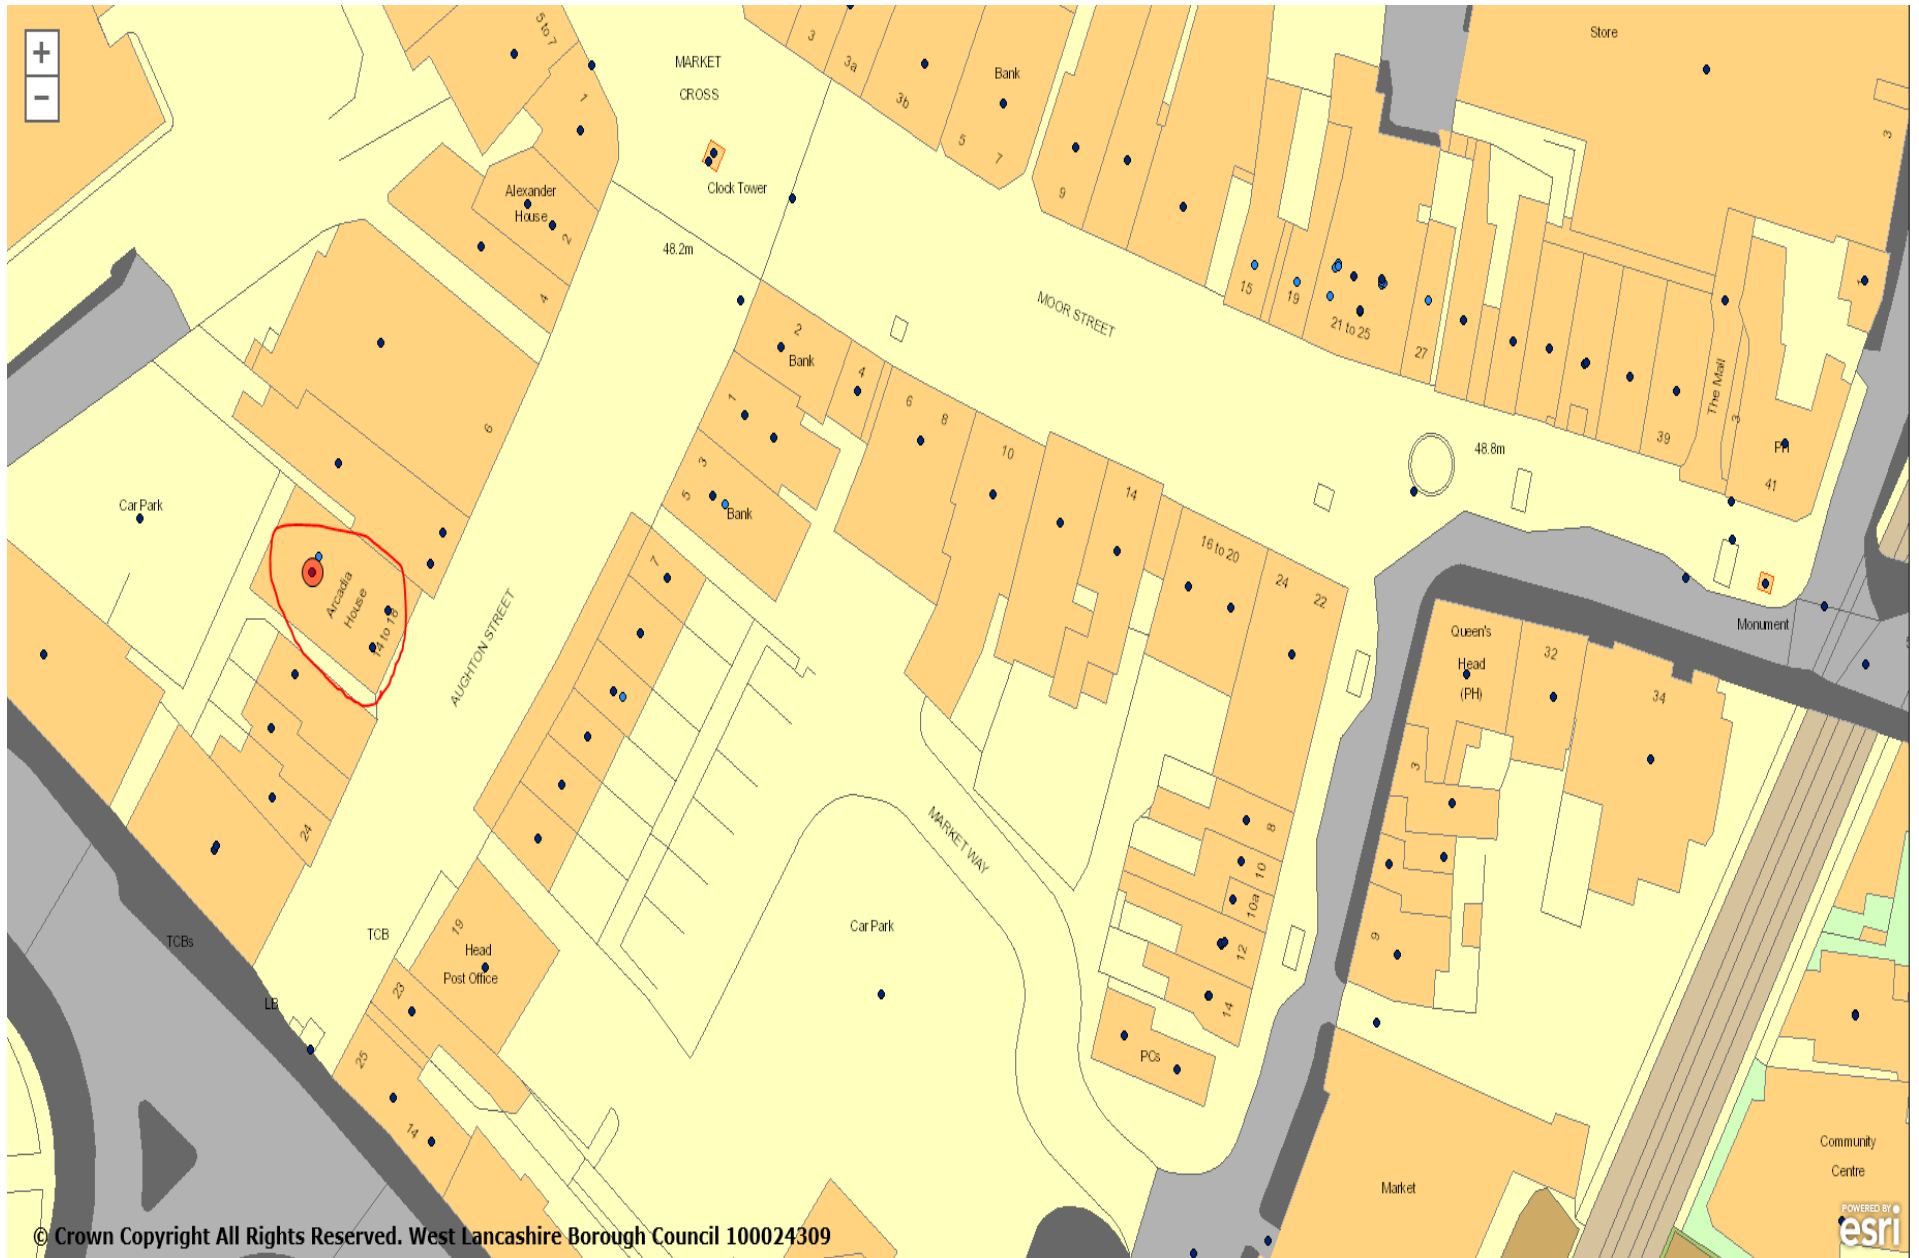 +
−
5 to 7
MARKET
CROSS
1
3
3a
3b
Bank
5
7
9
Store
3
Alexander
House
2
4
Clock Tower
48.2m
MOOR STREET
15
19
21 to 25
27
39
The Mall
3
PH
41
1
48.8m
2
Bank
4
6
8
10
14
16 to 20
24
22
1
3
5
Bank
6
7
Car Park
Arcadia
House
14 to 18
AUGHTON STREET
24
Queen's
Head
(PH)
32
34
Monument
3
9
8
10
10a
12
14
PCs
MARKET WAY
Car Park
TCBs
TCB
LB
19
Head
Post Office
23
25
14
Market
Community
Centre
© Crown Copyright All Rights Reserved. West Lancashire Borough Council 100024309
POWERED BY
esri